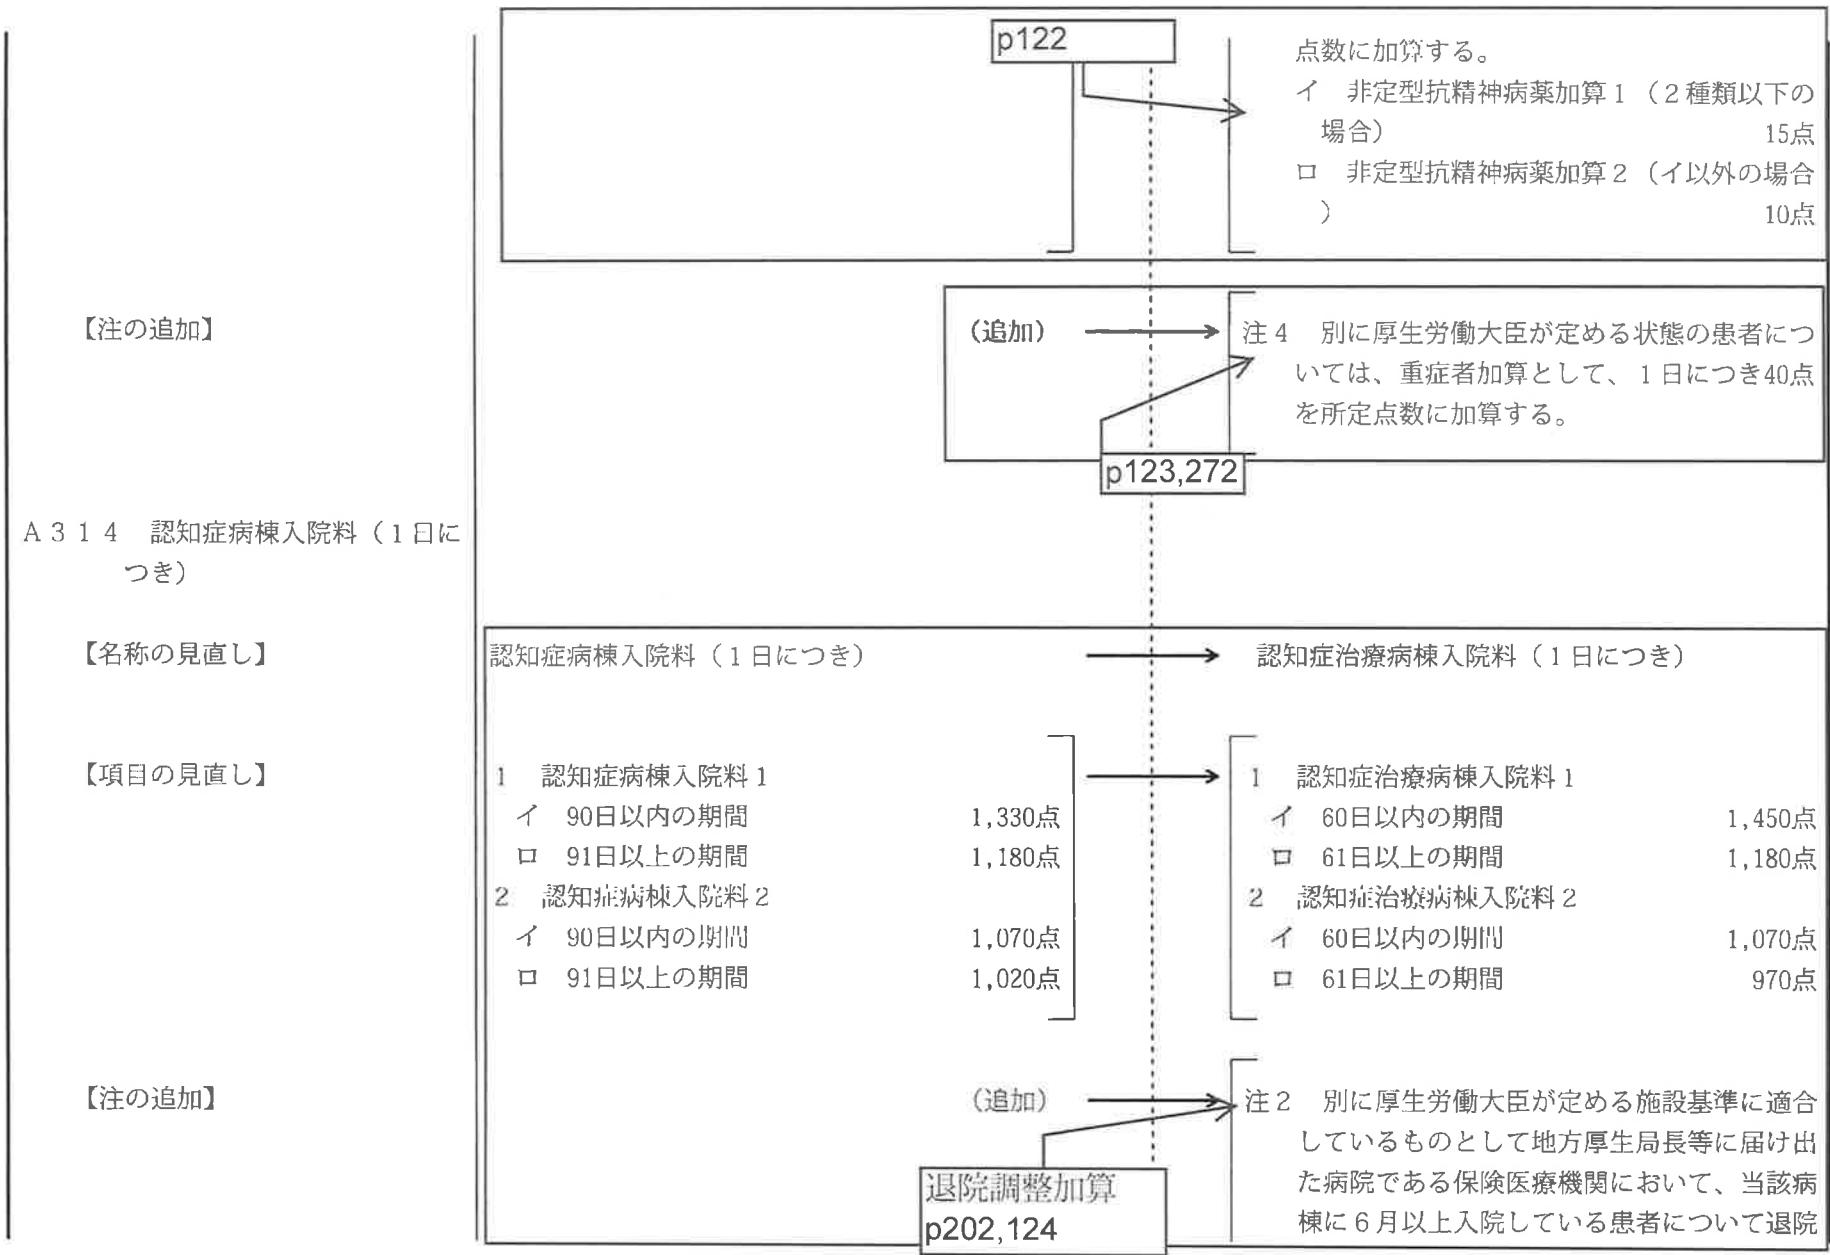 p122
点数に加算する。
イ　非定型抗精神病薬加算１（２種類以下の
場合）　15点
ロ　非定型抗精神病薬加算２（イ以外の場合
）　10点
【注の追加】
（追加）
注４　別に厚生労働大臣が定める状態の患者につ
いては、重症者加算として、１日につき40点
を所定点数に加算する。
p123,272
Ａ３１４　認知症病棟入院料（１日に
つき）
【名称の見直し】
認知症病棟入院料（１日につき）
認知症治療病棟入院料（１日につき）
【項目の見直し】
１　認知症病棟入院料１
イ　90日以内の期間　1,330点
ロ　91日以上の期間　1,180点
２　認知症病棟入院料２
イ　90日以内の期間　1,070点
ロ　91日以上の期間　1,020点
１　認知症治療病棟入院料１
イ　60日以内の期間　1,450点
ロ　61日以上の期間　1,180点
２　認知症治療病棟入院料２
イ　60日以内の期間　1,070点
ロ　61日以上の期間　970点
【注の追加】
（追加）
注２　別に厚生労働大臣が定める施設基準に適合
しているものとして地方厚生局長等に届け出
た病院である保険医療機関において、当該病
棟に６月以上入院している患者について退院
退院調整加算
p202,124